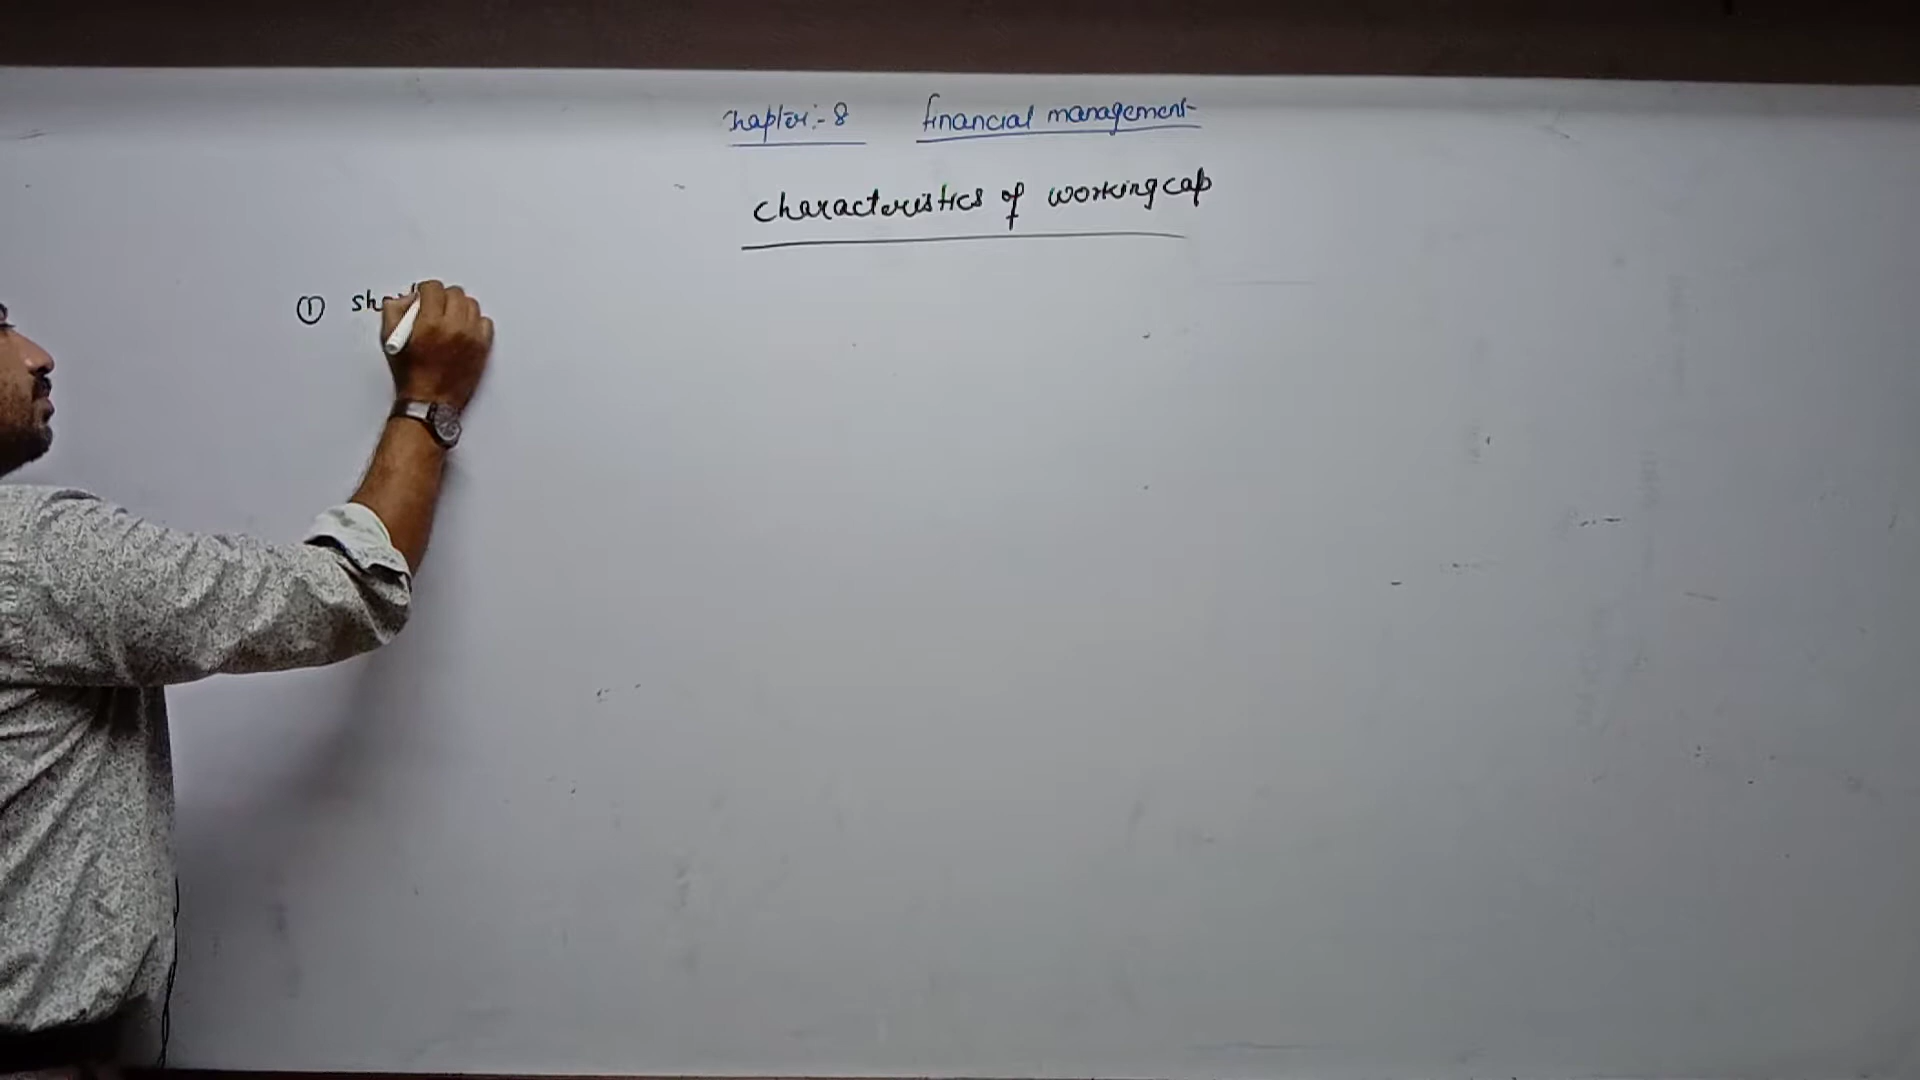 Chapter:- 8 financial management
characteristics of working cap
① sh